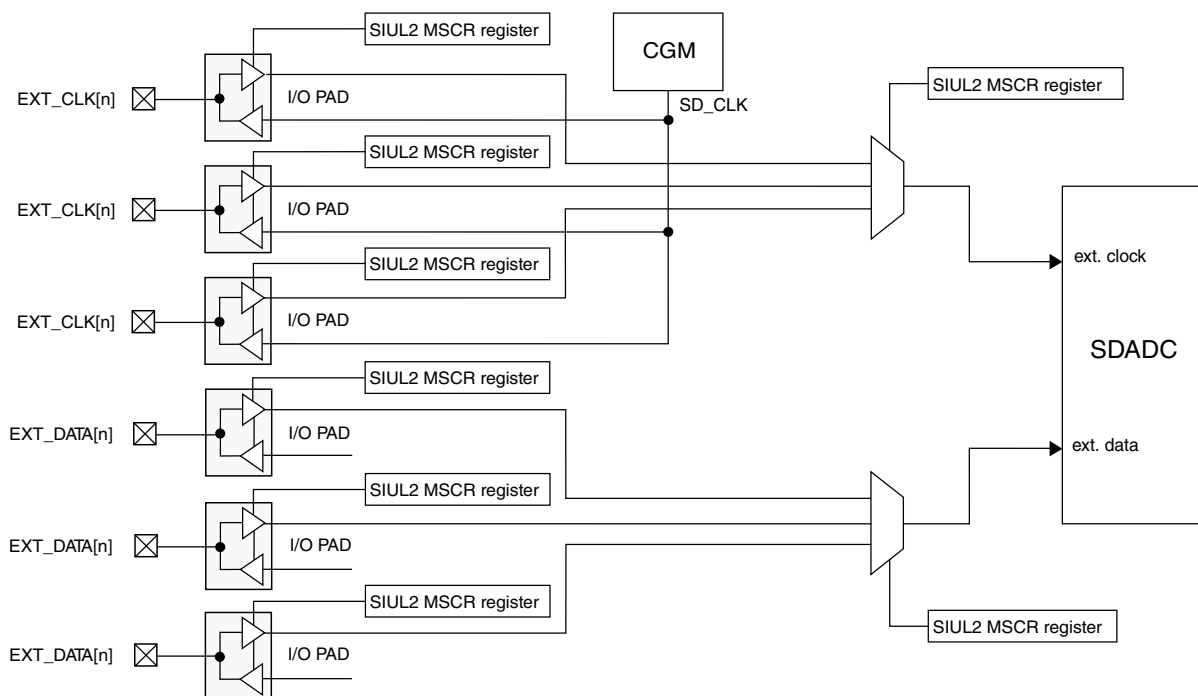 SIUL2 MSCR register
CGM
EXT_CLK[n]
I/O PAD
SD_CLK
SIUL2 MSCR register
SIUL2 MSCR register
EXT_CLK[n]
I/O PAD
SIUL2 MSCR register
ext. clock
EXT_CLK[n]
I/O PAD
SDADC
SIUL2 MSCR register
EXT_DATA[n]
I/O PAD
ext. data
SIUL2 MSCR register
EXT_DATA[n]
I/O PAD
SIUL2 MSCR register
SIUL2 MSCR register
EXT_DATA[n]
I/O PAD